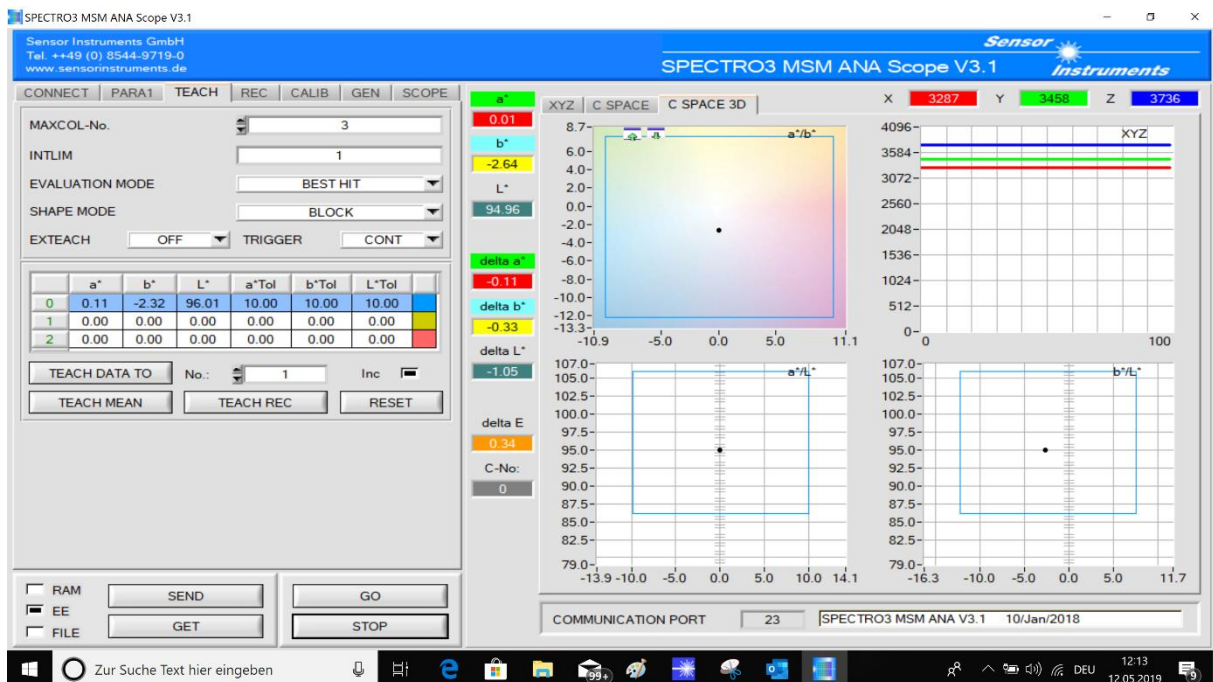 SPECTRO3 MSM ANA Scope V3.1
Sensor Instruments GmbH
Tel. ++49 (0) 8544-9719-0
www.sensorinstruments.de
Sensor
Instruments
SPECTRO3 MSM ANA Scope V3.1
CONNECT PARA1 TEACH REC CALIB GEN SCOPE
MAXCOL-No. 3
INTLIM 1
EVALUATION MODE BEST HIT
SHAPE MODE BLOCK
EXTEACH OFF TRIGGER CONT
a* b* L* a*Tol b*Tol L*Tol
0 0.11 -2.32 96.01 10.00 10.00 10.00
1 0.00 0.00 0.00 0.00 0.00 0.00
2 0.00 0.00 0.00 0.00 0.00 0.00
TEACH DATA TO No.: 1 Inc
TEACH MEAN TEACH REC RESET
RAM
EE
FILE
SEND GO
GET STOP
a*
0.01
b*
-2.64
L*
94.96
delta a*
-0.11
delta b*
-0.33
delta L*
-1.05
delta E
0.34
C-No:
0
XYZ C SPACE C SPACE 3D
X 3287 Y 3458 Z 3736
a*/b*
8.7
6.0
4.0
2.0
0.0
-2.0
-4.0
-6.0
-8.0
-10.0
-12.0
-13.3
-10.9 -5.0 0.0 5.0 11.1
XYZ
4096
3584
3072
2560
2048
1536
1024
512
0
0 100
a*/L*
107.0
105.0
102.5
100.0
97.5
95.0
92.5
90.0
87.5
85.0
82.5
79.0
-13.9 -10.0 -5.0 0.0 5.0 10.0 14.1
b*/L*
107.0
105.0
102.5
100.0
97.5
95.0
92.5
90.0
87.5
85.0
82.5
79.0
-16.3 -10.0 -5.0 0.0 5.0 11.7
COMMUNICATION PORT 23 SPECTRO3 MSM ANA V3.1 10/Jan/2018
Zur Suche Text hier eingeben
99+
DEU
12:13
12.05.2019
9